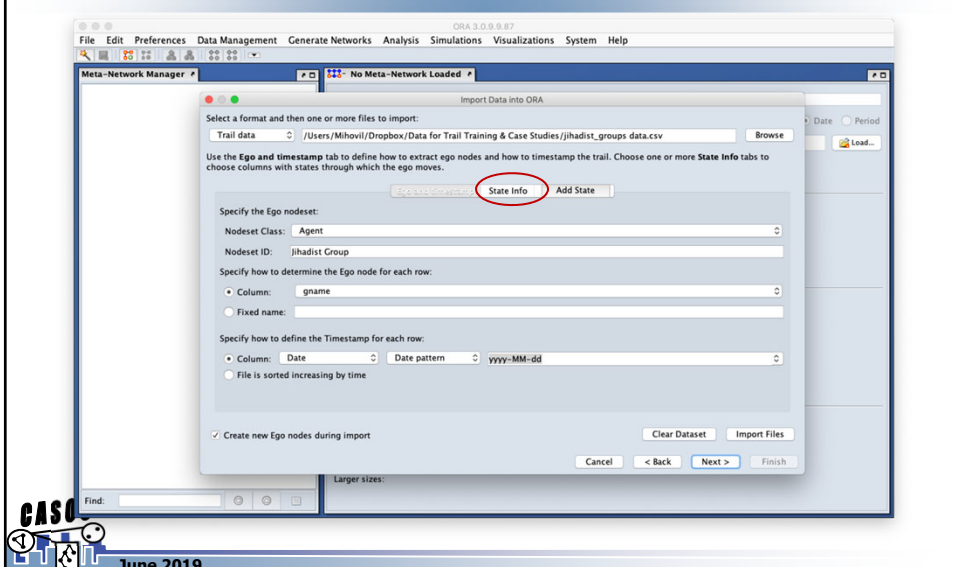 ORA 3.0.9.9.87
File Edit Preferences Data Management Generate Networks Analysis Simulations Visualizations System Help
Meta-Network Manager
No Meta-Network Loaded
Import Data into ORA
Select a format and then one or more files to import:
Trail data /Users/Mihovil/Dropbox/Data for Trail Training & Case Studies/jihadist_groups data.csv Browse
Date Period
Load...
Use the Ego and timestamp tab to define how to extract ego nodes and how to timestamp the trail. Choose one or more State Info tabs to
choose columns with states through which the ego moves.
Ego and timestamp State Info Add State
Specify the Ego nodeset:
Nodeset Class: Agent
Nodeset ID: Jihadist Group
Specify how to determine the Ego node for each row:
Column: gname
Fixed name:
Specify how to define the Timestamp for each row:
Column: Date Date pattern yyyy-MM-dd
File is sorted increasing by time
Create new Ego nodes during import Clear Dataset Import Files
Cancel < Back Next > Finish
Larger sizes:
Find:
CASO
June 2019